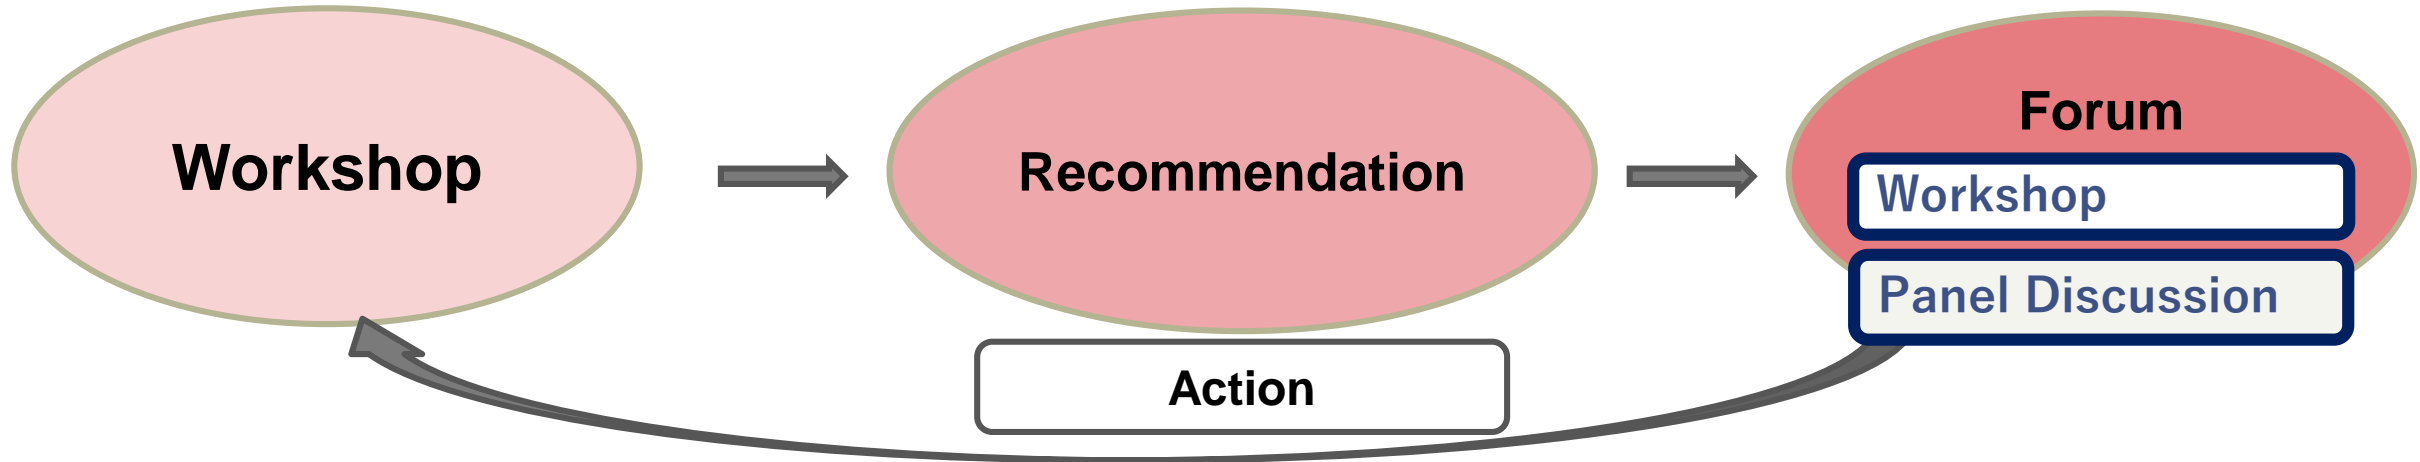 Workshop
Recommendation
Forum
Workshop
Panel Discussion
Action